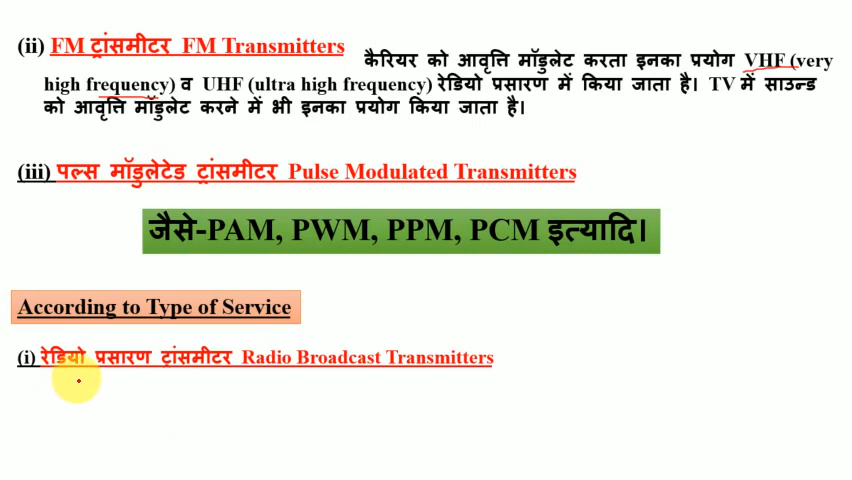 (ii) FM ट्रांसमीटर FM Transmitters
कैरियर को आवृत्ति मॉडुलेट करता इनका प्रयोग VHF (very
high frequency) व UHF (ultra high frequency) रेडियो प्रसारण में किया जाता है। TV में साउन्ड
को आवृत्ति मॉडुलेट करने में भी इनका प्रयोग किया जाता है।
(iii) पल्स मॉडुलेटेड ट्रांसमीटर Pulse Modulated Transmitters
जैसे-PAM, PWM, PPM, PCM इत्यादि।
According to Type of Service
(i) रेडियो प्रसारण ट्रांसमीटर Radio Broadcast Transmitters